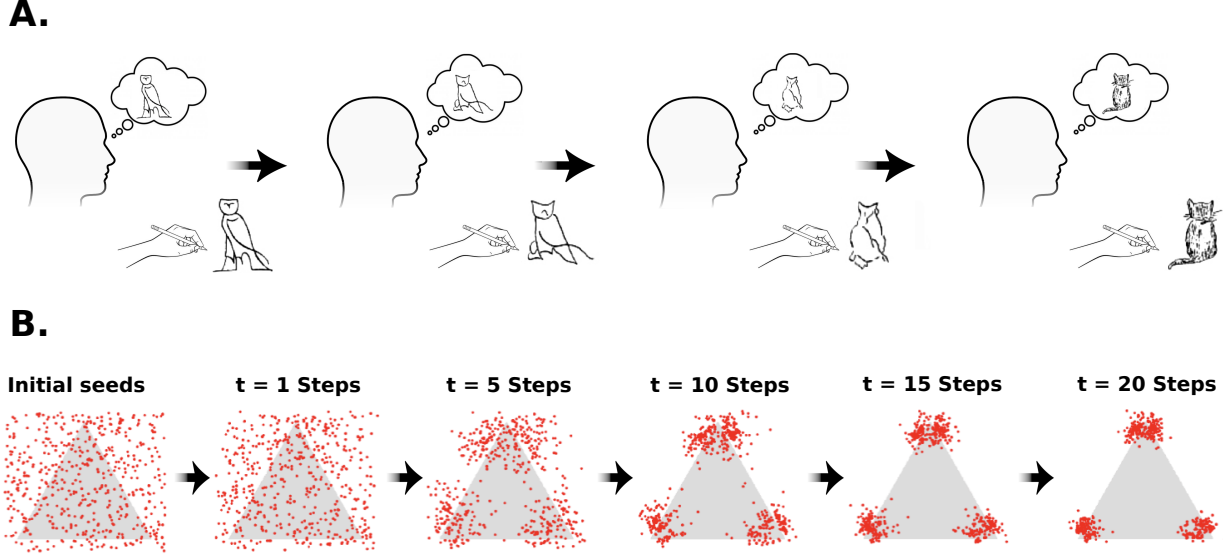 A.
B.
Initial seeds
t = 1 Steps
t = 5 Steps
t = 10 Steps
t = 15 Steps
t = 20 Steps